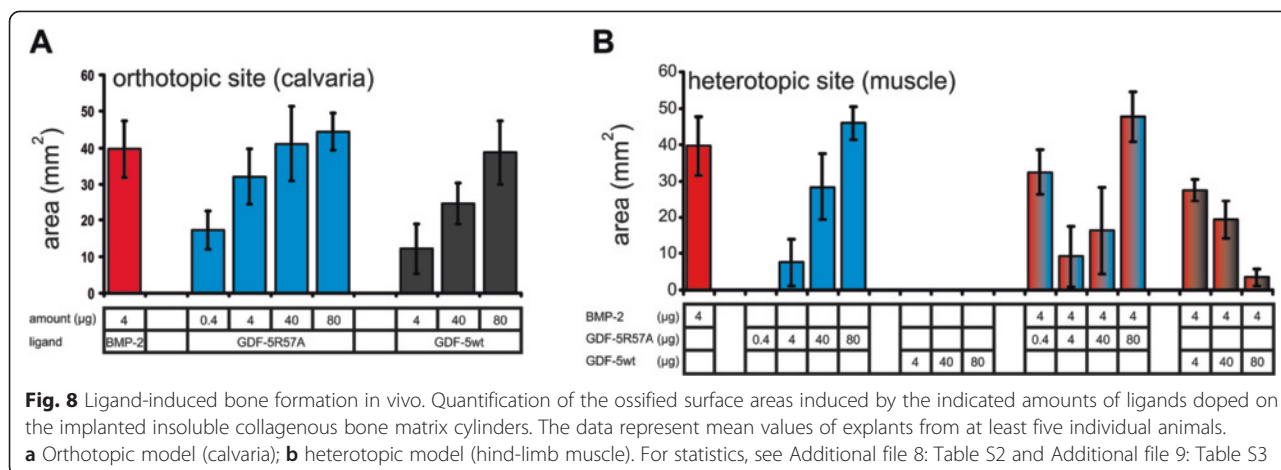 A
orthotopic site (calvaria)
area (mm²)
60
50
40
30
20
10
0
amount (µg) 4 0.4 4 40 80 4 40 80
ligand BMP-2 GDF-5R57A GDF-5wt
B
heterotopic site (muscle)
area (mm²)
60
50
40
30
20
10
0
BMP-2 (µg) 4 4 4 4 4 4 4 4
GDF-5R57A (µg) 0.4 4 40 80 0.4 4 40 80
GDF-5wt (µg) 4 40 80 4 40 80
Fig. 8 Ligand-induced bone formation in vivo. Quantification of the ossified surface areas induced by the indicated amounts of ligands doped on
the implanted insoluble collagenous bone matrix cylinders. The data represent mean values of explants from at least five individual animals.
a Orthotopic model (calvaria); b heterotopic model (hind-limb muscle). For statistics, see Additional file 8: Table S2 and Additional file 9: Table S3